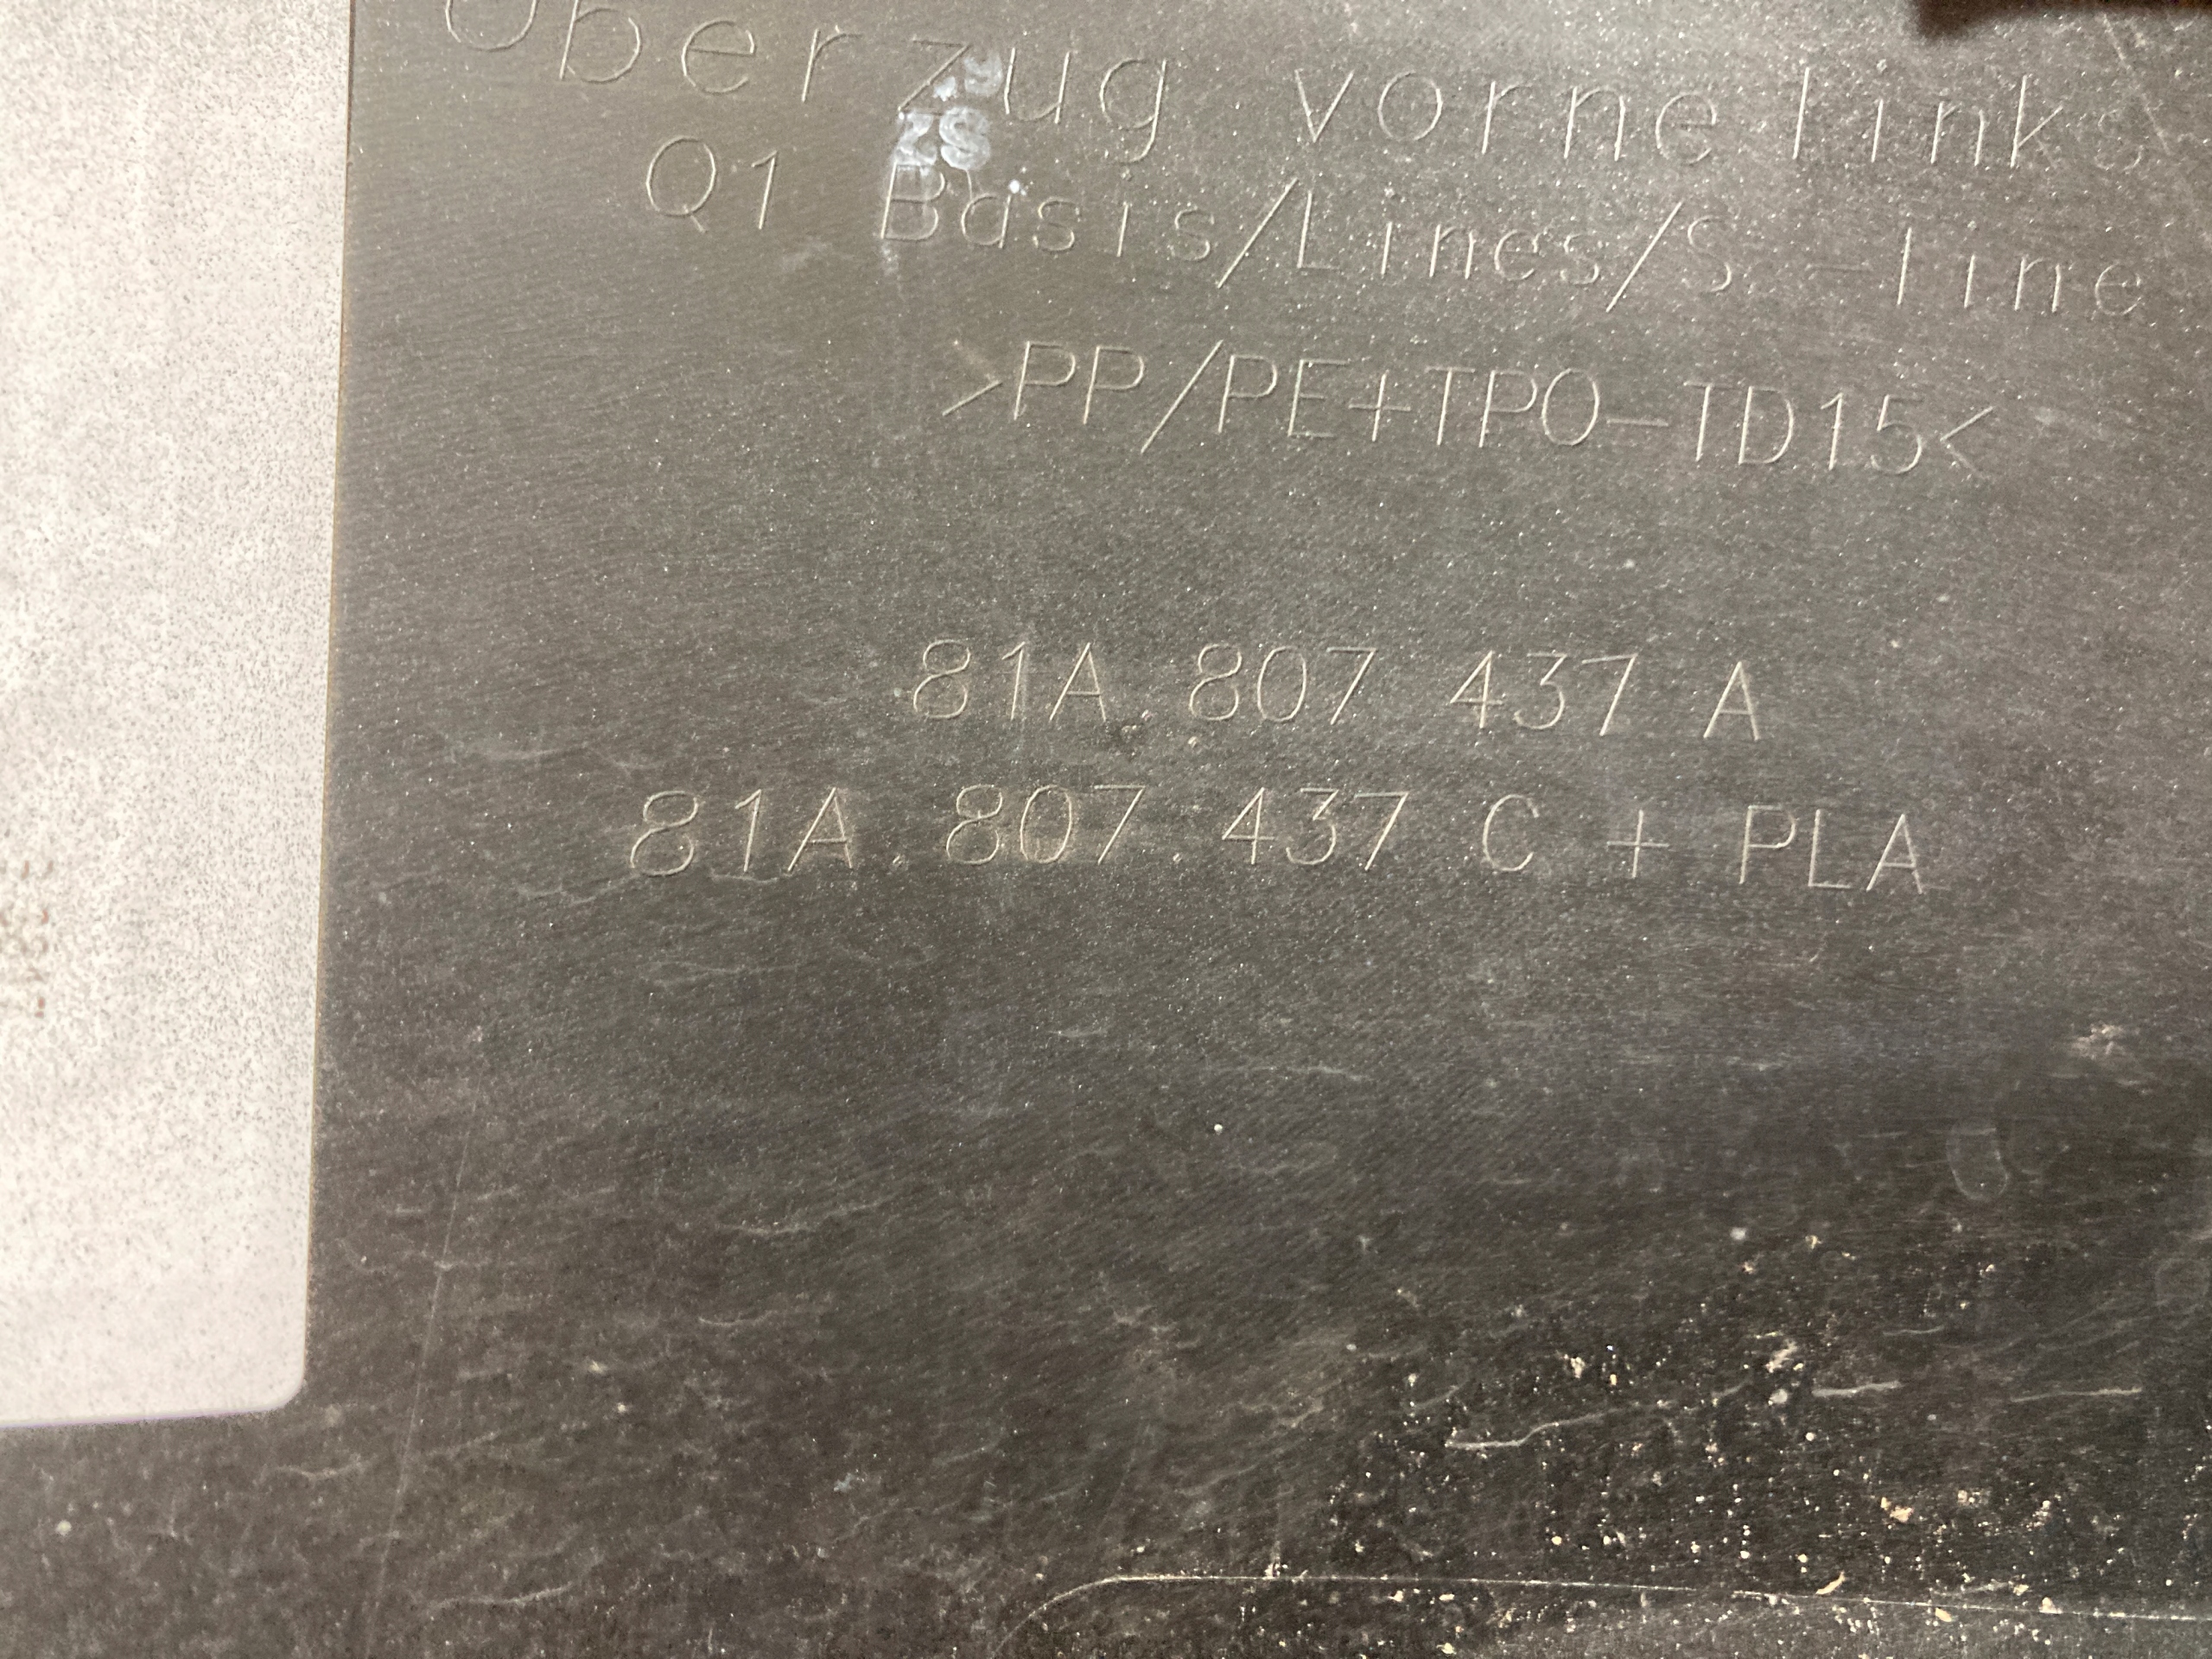 Überzug vorne links
Q1 Basis/Lines/S-line
>PP/PE+TPO-TD15<
81A.807 437 A
81A.807.437 C + PLA